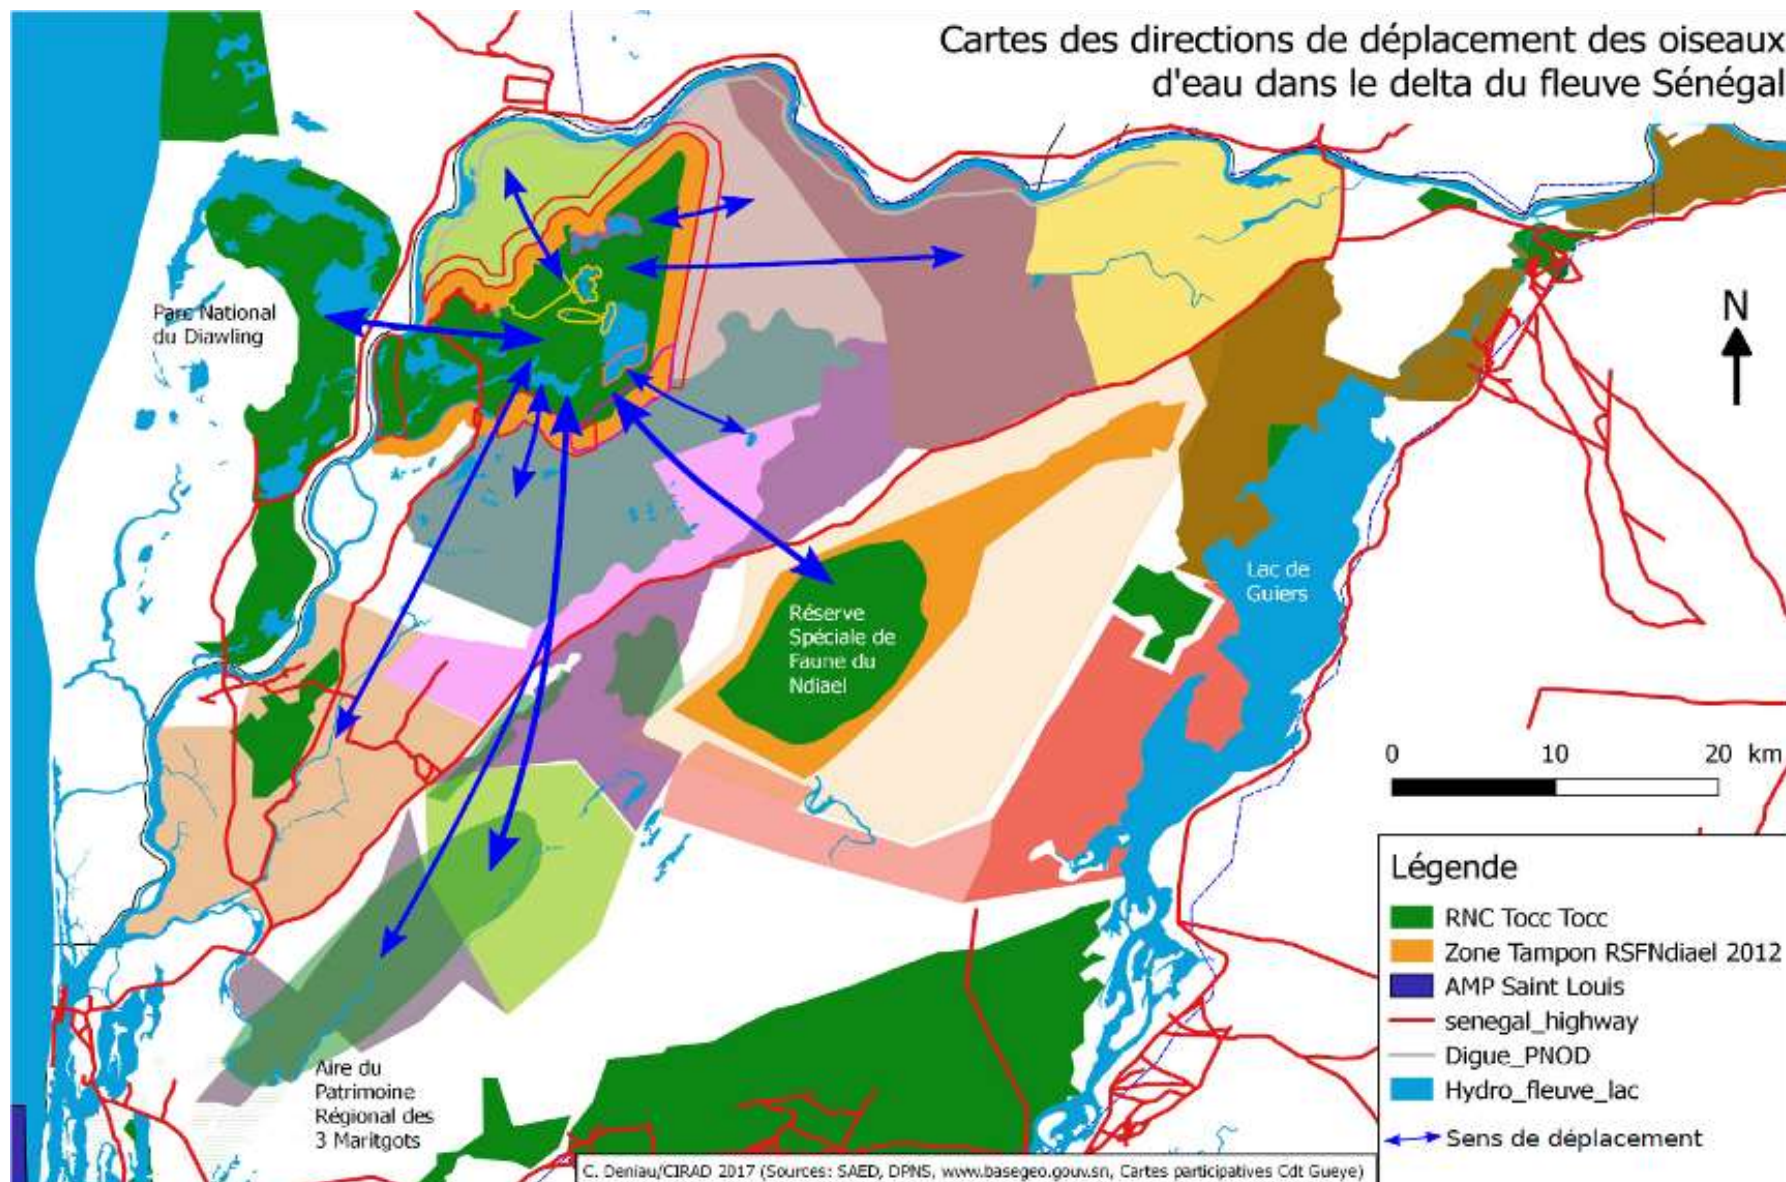 Cartes des directions de déplacement des oiseaux
d'eau dans le delta du fleuve Sénégal
Parc National
du Diawling
N
Lac de
Guiers
Réserve
Spéciale de
Faune du
Ndiael
0 10 20 km
Légende
RNC Tocc Tocc
Zone Tampon RSFNdiael 2012
AMP Saint Louis
senegal_highway
Digue_PNOD
Hydro_fleuve_lac
Sens de déplacement
Aire du
Patrimoine
Régional des
3 Maritgots
C. Deniau/CIRAD 2017 (Sources: SAED, DPNS, www.basegeo.gouv.sn, Cartes participatives Cdt Gueye)